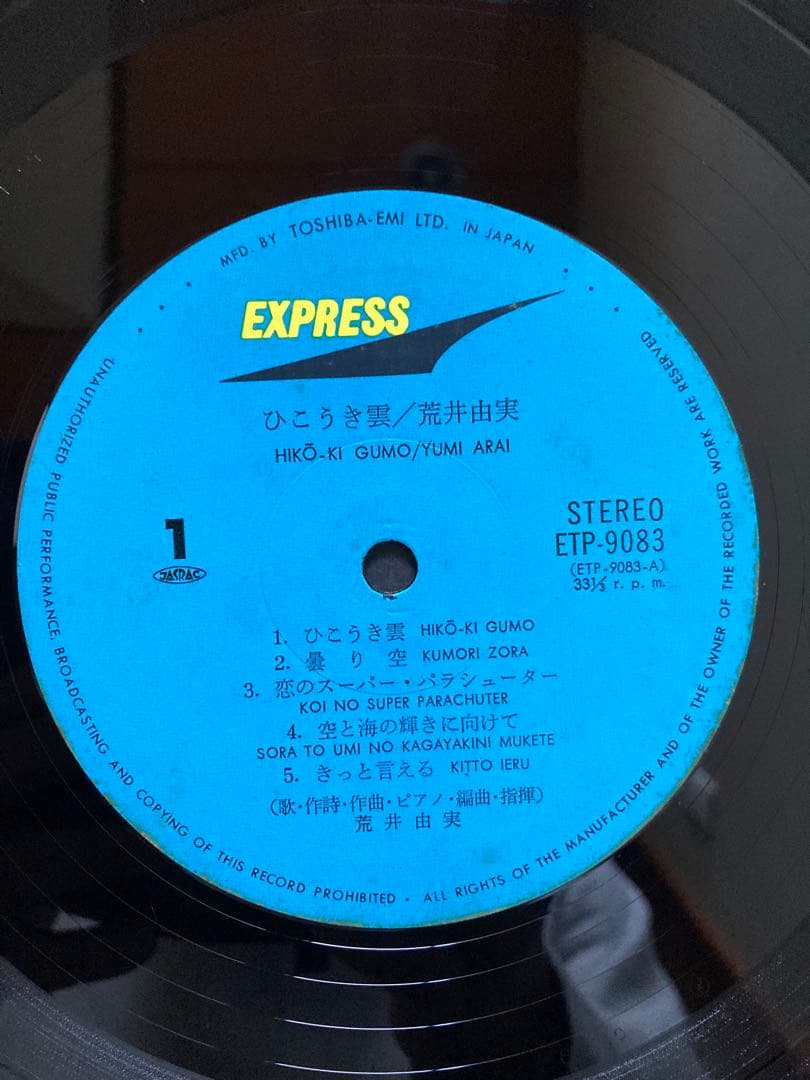 MFD. BY TOSHIBA-EMI LTD. IN JAPAN
EXPRESS
ひこうき雲/荒井由実
HIKŌ-KI GUMO/YUMI ARAI
1
JASRAC
STEREO
ETP-9083
(ETP-9083-A)
33⅓ r. p. m.
1. ひこうき雲 HIKŌ-KI GUMO
2. 曇り空 KUMORI ZORA
3. 恋のスーパー・パラシューター
KOI NO SUPER PARACHUTER
4. 空と海の輝きに向けて
SORA TO UMI NO KAGAYAKINI MUKETE
5. きっと言える KITTO IERU
(歌・作詩・作曲・ピアノ・編曲・指揮)
荒井由実
UNAUTHORIZED PUBLIC PERFORMANCE, BROADCASTING AND COPYING OF THIS RECORD PROHIBITED • ALL RIGHTS OF THE MANUFACTURER AND OF THE OWNER OF THE RECORDED WORK ARE RESERVED